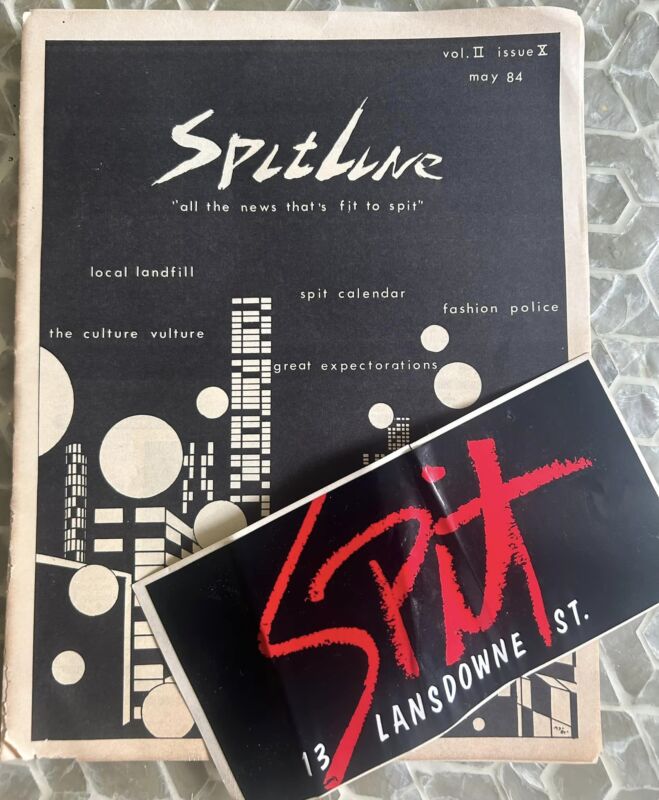 vol. II issue X
may 84
SpitLine
"all the news that's fit to spit"
local landfill
spit calendar
fashion police
the culture vulture
great expectorations
Spit
13 LANSDOWNE ST.